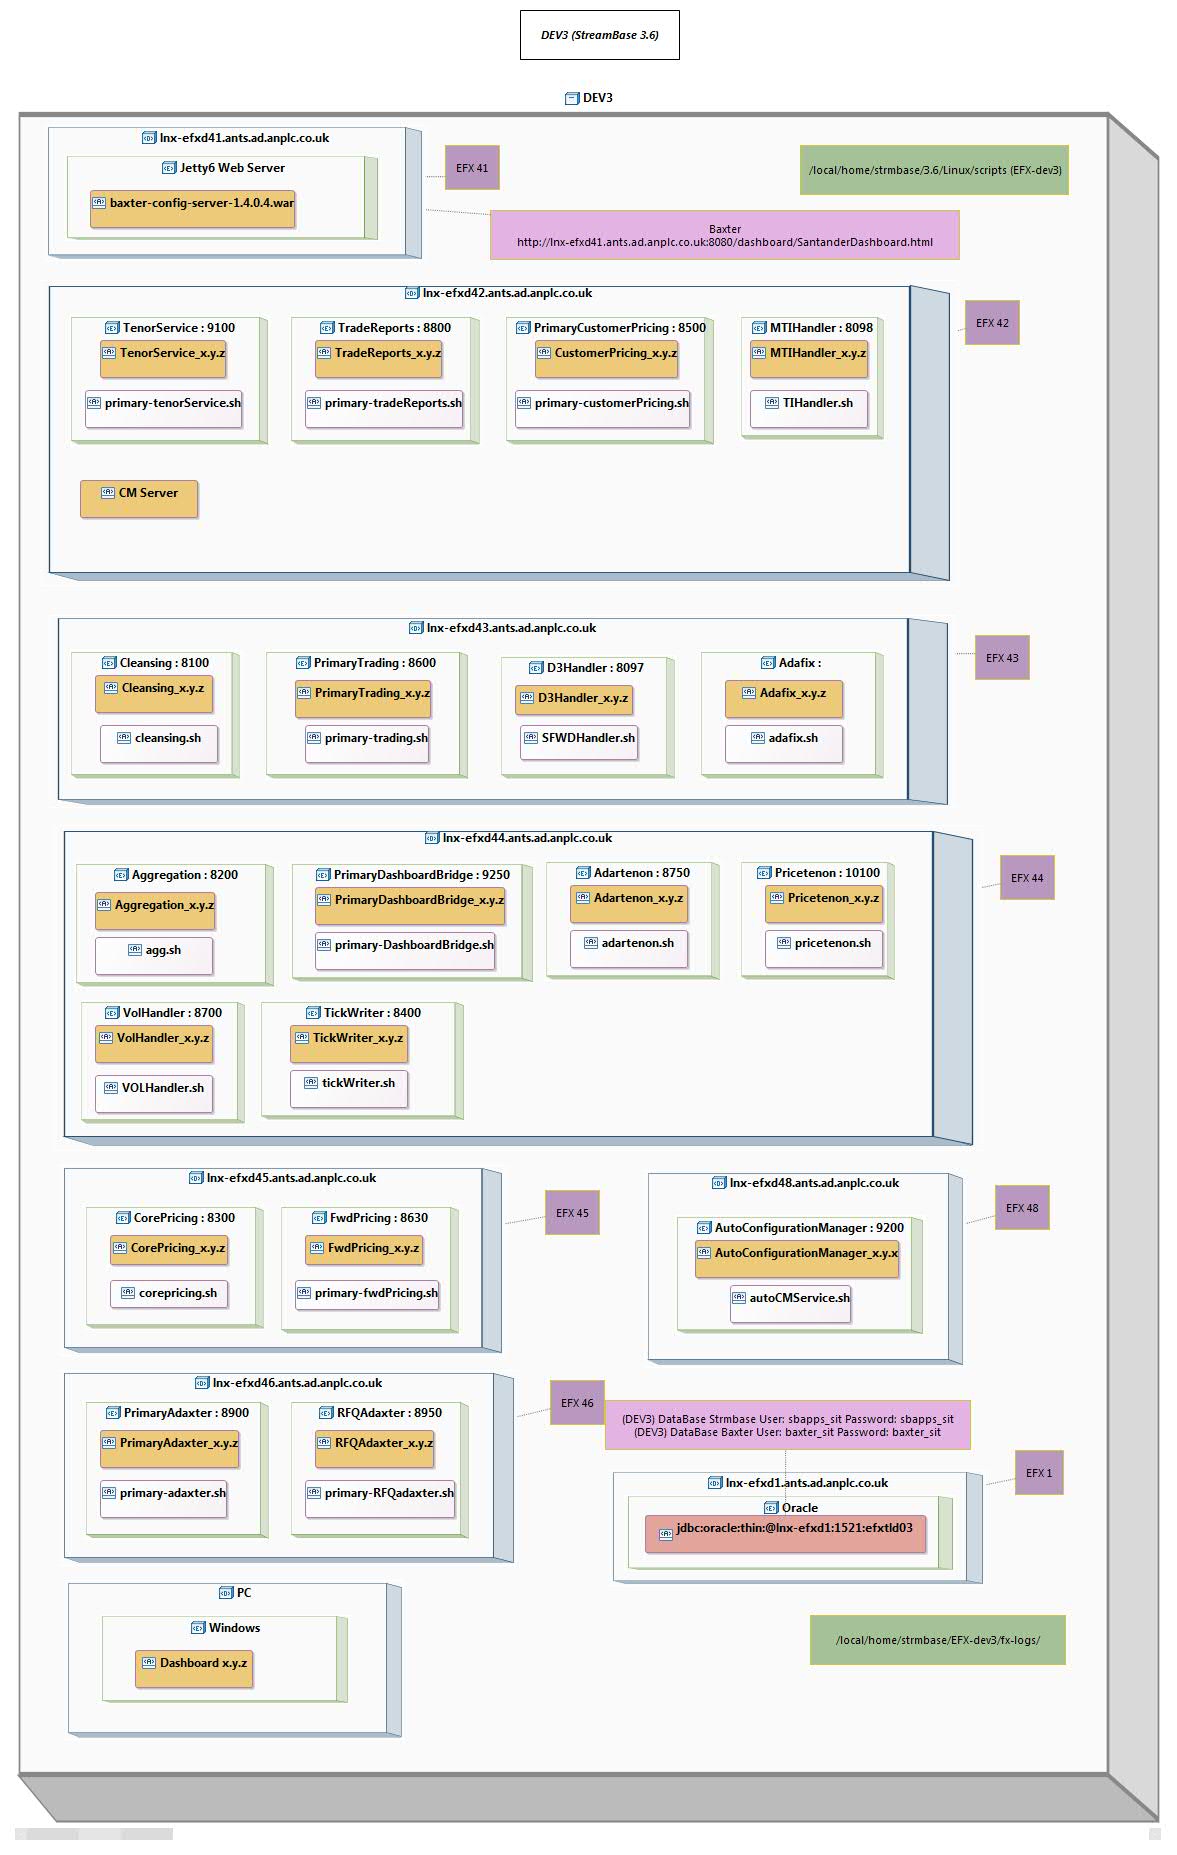 DEV3 (StreamBase 3.6)
DEV3
lnx-efxd41.ants.ad.anplc.co.uk
Jetty6 Web Server
baxter-config-server-1.4.0.4.war
EFX 41
/local/home/strmbase/3.6/Linux/scripts (EFX-dev3)
Baxter
http://lnx-efxd41.ants.ad.anplc.co.uk:8080/dashboard/SantanderDashboard.html
lnx-efxd42.ants.ad.anplc.co.uk
EFX 42
TenorService : 9100
TenorService_x.y.z
primary-tenorService.sh
TradeReports : 8800
TradeReports_x.y.z
primary-tradeReports.sh
PrimaryCustomerPricing : 8500
CustomerPricing_x.y.z
primary-customerPricing.sh
MTIHandler : 8098
MTIHandler_x.y.z
TIHandler.sh
CM Server
lnx-efxd43.ants.ad.anplc.co.uk
EFX 43
Cleansing : 8100
Cleansing_x.y.z
cleansing.sh
PrimaryTrading : 8600
PrimaryTrading_x.y.z
primary-trading.sh
D3Handler : 8097
D3Handler_x.y.z
SFWDHandler.sh
Adafix :
Adafix_x.y.z
adafix.sh
lnx-efxd44.ants.ad.anplc.co.uk
EFX 44
Aggregation : 8200
Aggregation_x.y.z
agg.sh
PrimaryDashboardBridge : 9250
PrimaryDashboardBridge_x.y.z
primary-DashboardBridge.sh
Adartenon : 8750
Adartenon_x.y.z
adartenon.sh
Pricetenon : 10100
Pricetenon_x.y.z
pricetenon.sh
VolHandler : 8700
VolHandler_x.y.z
VOLHandler.sh
TickWriter : 8400
TickWriter_x.y.z
tickWriter.sh
lnx-efxd45.ants.ad.anplc.co.uk
EFX 45
CorePricing : 8300
CorePricing_x.y.z
corepricing.sh
FwdPricing : 8630
FwdPricing_x.y.z
primary-fwdPricing.sh
lnx-efxd48.ants.ad.anplc.co.uk
EFX 48
AutoConfigurationManager : 9200
AutoConfigurationManager_x.y.x
autoCMService.sh
lnx-efxd46.ants.ad.anplc.co.uk
EFX 46
PrimaryAdaxter : 8900
PrimaryAdaxter_x.y.z
primary-adaxter.sh
RFQAdaxter : 8950
RFQAdaxter_x.y.z
primary-RFQadaxter.sh
(DEV3) DataBase Strmbase User: sbapps_sit Password: sbapps_sit
(DEV3) DataBase Baxter User: baxter_sit Password: baxter_sit
lnx-efxd1.ants.ad.anplc.co.uk
EFX 1
Oracle
jdbc:oracle:thin:@lnx-efxd1:1521:efxtld03
PC
Windows
Dashboard x.y.z
/local/home/strmbase/EFX-dev3/fx-logs/